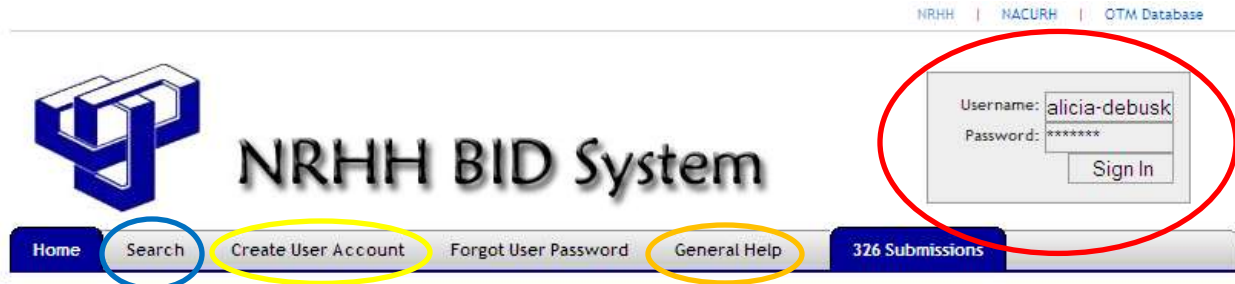 NRHH | NACURH | OTM Database
Username: alicia-debusk
Password: *******
Sign In
NRHH BID System
Home Search Create User Account Forgot User Password General Help 326 Submissions